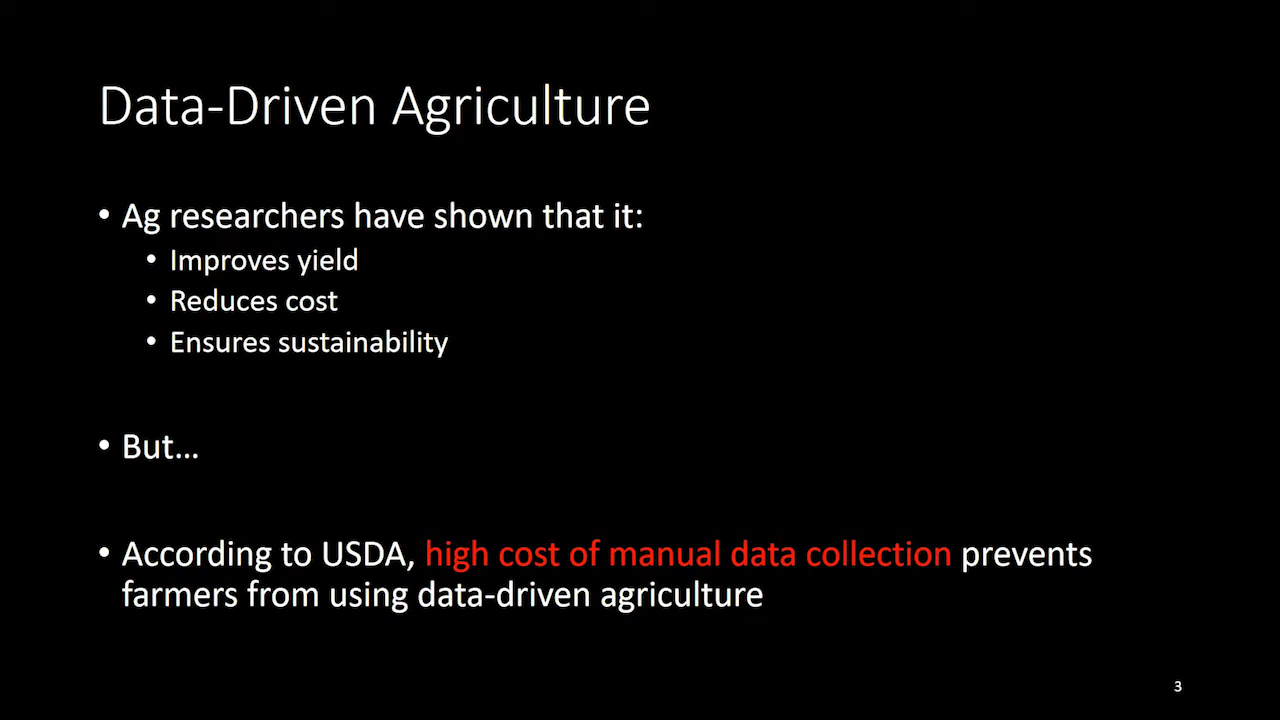 Data-Driven Agriculture
• Ag researchers have shown that it:
• Improves yield
• Reduces cost
• Ensures sustainability
• But…
• According to USDA, high cost of manual data collection prevents
farmers from using data-driven agriculture
3